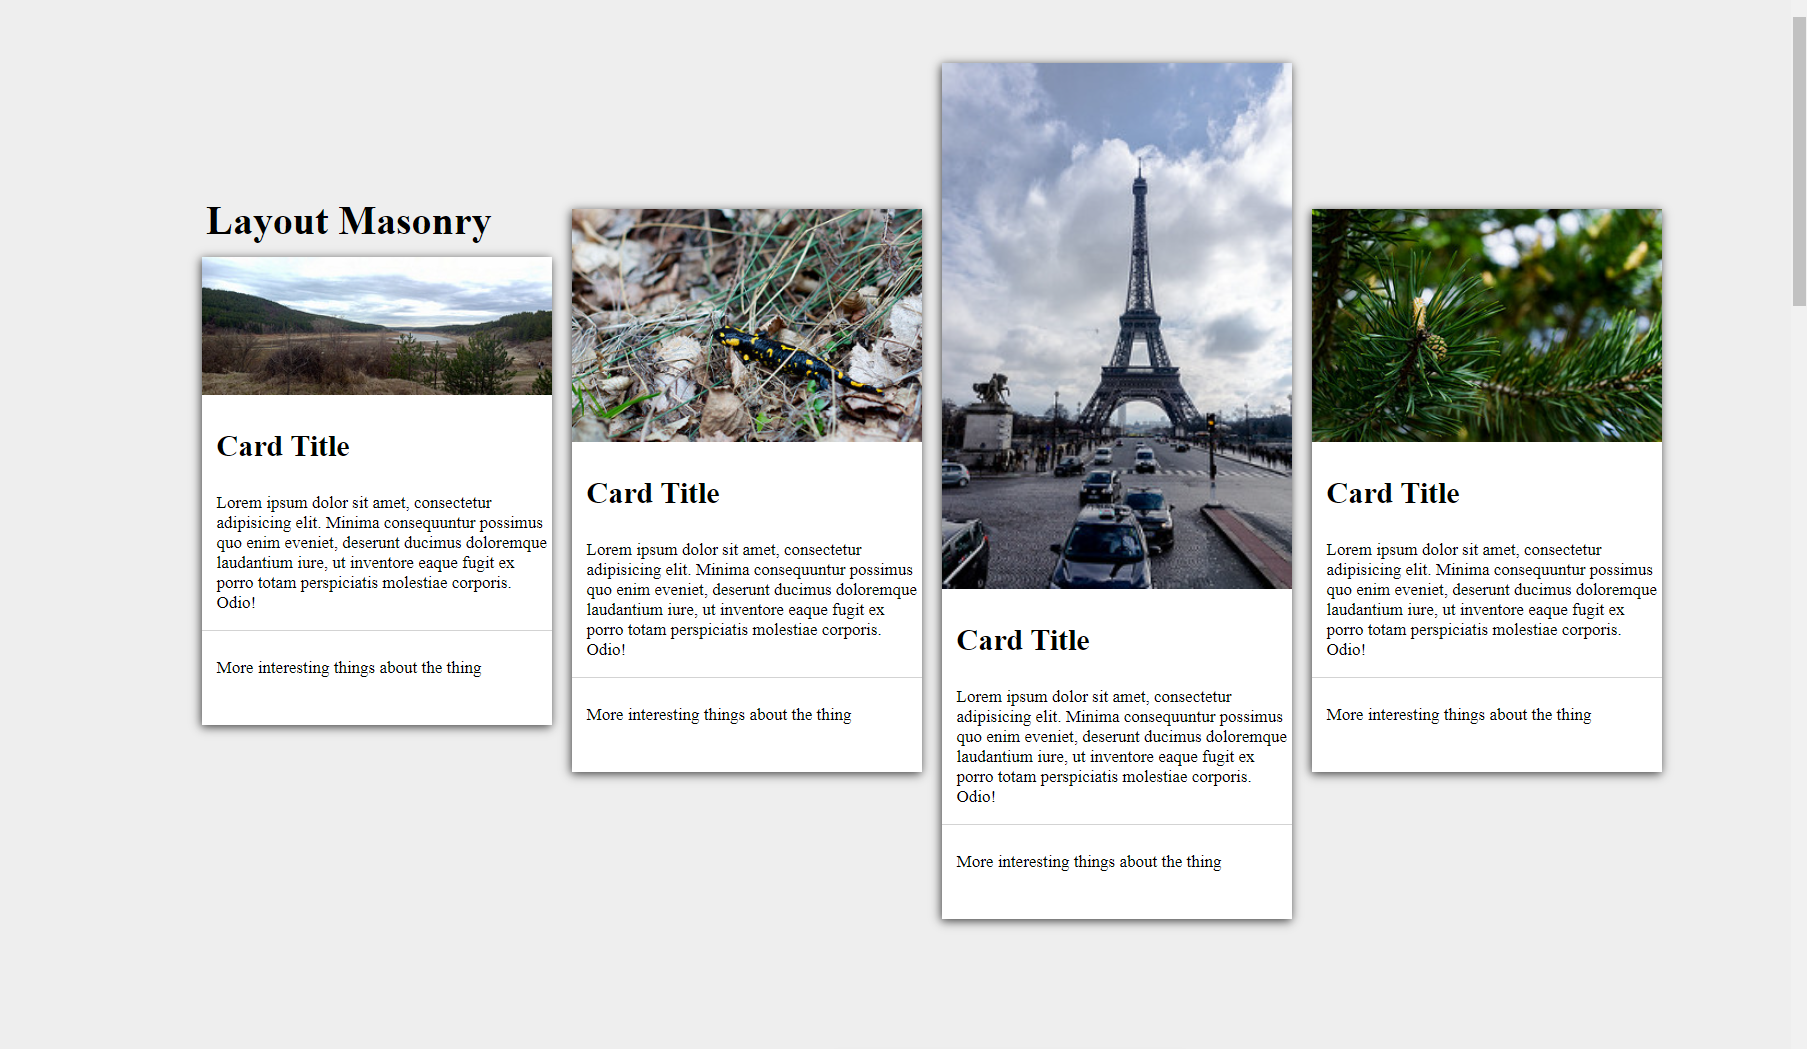 Layout Masonry
Card Title
Lorem ipsum dolor sit amet, consectetur
adipisicing elit. Minima consequuntur possimus
quo enim eveniet, deserunt ducimus doloremque
laudantium iure, ut inventore eaque fugit ex
porro totam perspiciatis molestiae corporis.
Odio!
More interesting things about the thing
Card Title
Lorem ipsum dolor sit amet, consectetur
adipisicing elit. Minima consequuntur possimus
quo enim eveniet, deserunt ducimus doloremque
laudantium iure, ut inventore eaque fugit ex
porro totam perspiciatis molestiae corporis.
Odio!
More interesting things about the thing
Card Title
Lorem ipsum dolor sit amet, consectetur
adipisicing elit. Minima consequuntur possimus
quo enim eveniet, deserunt ducimus doloremque
laudantium iure, ut inventore eaque fugit ex
porro totam perspiciatis molestiae corporis.
Odio!
More interesting things about the thing
Card Title
Lorem ipsum dolor sit amet, consectetur
adipisicing elit. Minima consequuntur possimus
quo enim eveniet, deserunt ducimus doloremque
laudantium iure, ut inventore eaque fugit ex
porro totam perspiciatis molestiae corporis.
Odio!
More interesting things about the thing